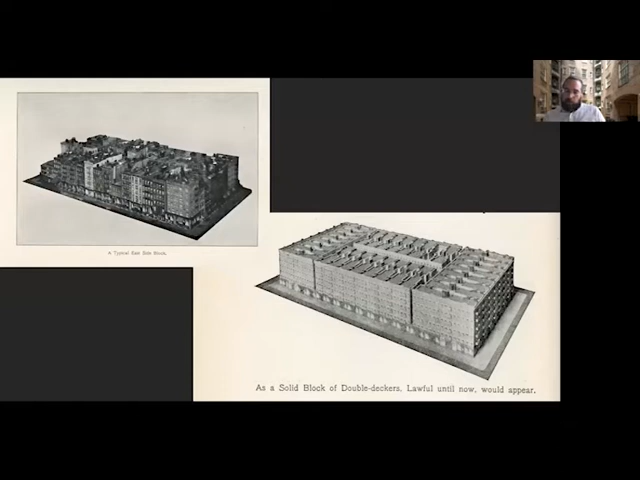 A Typical East Side Block.
As a Solid Block of Double-deckers, Lawful until now, would appear.